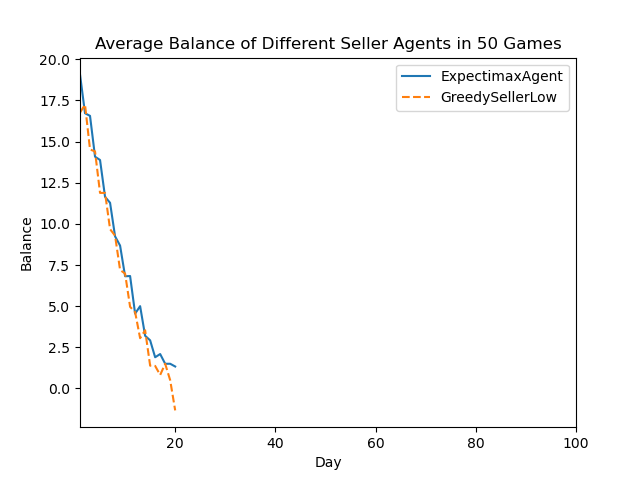 Average Balance of Different Seller Agents in 50 Games
ExpectimaxAgent
GreedySellerLow
20.0
17.5
15.0
12.5
10.0
7.5
5.0
2.5
0.0
Balance
20 40 60 80 100
Day